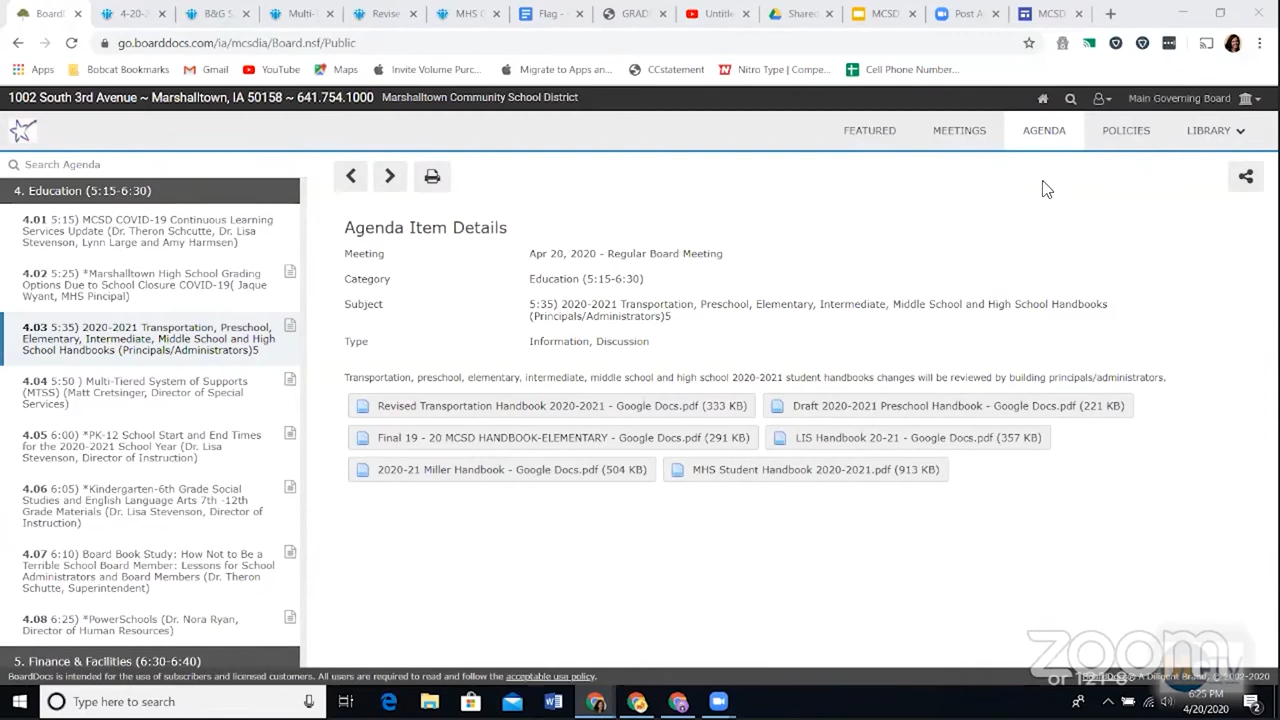 BoardI
4-20-2
B&G S
Multi-T
Revise
MHS C
Flag -
GRADI
Untitle
Shared
MCSD
Post A
MCSD
go.boarddocs.com/ia/mcsdia/Board.nsf/Public
Apps
Bobcat Bookmarks
Gmail
YouTube
Maps
Invite Volume Purc...
Migrate to Apps an...
CCstatement
Nitro Type | Compe...
Cell Phone Number...
1002 South 3rd Avenue ~ Marshalltown, IA 50158 ~ 641.754.1000 Marshalltown Community School District
Main Governing Board
FEATURED
MEETINGS
AGENDA
POLICIES
LIBRARY
Search Agenda
4. Education (5:15-6:30)
4.01 5:15) MCSD COVID-19 Continuous Learning
Services Update (Dr. Theron Schutte, Dr. Lisa
Stevenson, Lynn Large and Amy Harmsen)
4.02 5:25) *Marshalltown High School Grading
Options Due to School Closure COVID-19( Jaque
Wyant, MHS Pincipal)
4.03 5:35) 2020-2021 Transportation, Preschool,
Elementary, Intermediate, Middle School and High
School Handbooks (Principals/Administrators)5
4.04 5:50 ) Multi-Tiered System of Supports
(MTSS) (Matt Cretsinger, Director of Special
Services)
4.05 6:00) *PK-12 School Start and End Times
for the 2020-2021 School Year (Dr. Lisa
Stevenson, Director of Instruction)
4.06 6:05) *Kindergarten-6th Grade Social
Studies and English Language Arts 7th -12th
Grade Materials (Dr. Lisa Stevenson, Director of
Instruction)
4.07 6:10) Board Book Study: How Not to Be a
Terrible School Board Member: Lessons for School
Administrators and Board Members (Dr. Theron
Schutte, Superintendent)
4.08 6:25) *PowerSchools (Dr. Nora Ryan,
Director of Human Resources)
5. Finance & Facilities (6:30-6:40)
Agenda Item Details
Meeting Apr 20, 2020 - Regular Board Meeting
Category Education (5:15-6:30)
Subject 5:35) 2020-2021 Transportation, Preschool, Elementary, Intermediate, Middle School and High School Handbooks
(Principals/Administrators)5
Type Information, Discussion
Transportation, preschool, elementary, intermediate, middle school and high school 2020-2021 student handbooks changes will be reviewed by building principals/administrators.
Revised Transportation Handbook 2020-2021 - Google Docs.pdf (333 KB)
Draft 2020-2021 Preschool Handbook - Google Docs.pdf (221 KB)
Final 19 - 20 MCSD HANDBOOK-ELEMENTARY - Google Docs.pdf (291 KB)
LIS Handbook 20-21 - Google Docs.pdf (357 KB)
2020-21 Miller Handbook - Google Docs.pdf (504 KB)
MHS Student Handbook 2020-2021.pdf (913 KB)
zoom
BoardDocs is intended for the use of subscribers and licensed customers. All users are required to read and follow the acceptable use policy.
BoardDocs, A Diligent Brand, © 2002-2020
Type here to search
6:25 PM
4/20/2020
2